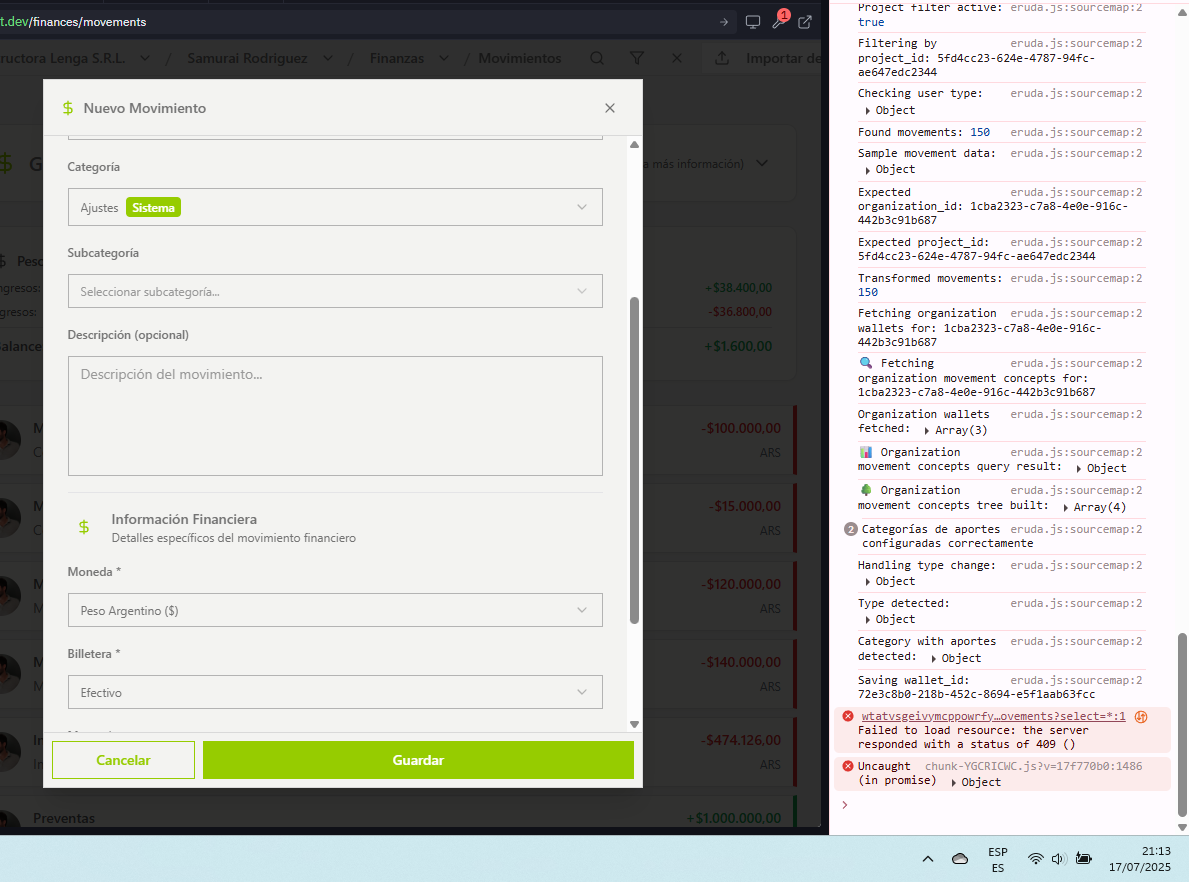 t.dev/finances/movements
1
ructora Lenga S.R.L. / Samurai Rodriguez / Finanzas / Movimientos Importar de
$ Nuevo Movimiento
a más información)
Categoría
Ajustes Sistema
Subcategoría
Seleccionar subcategoría...
Descripción (opcional)
Descripción del movimiento...
$ Información Financiera
Detalles específicos del movimiento financiero
Moneda *
Peso Argentino ($)
Billetera *
Efectivo
Cancelar
Guardar
$ G
$ Peso
ngresos:
gresos:
Balance
+$38.400,00
-$36.800,00
+$1.600,00
M
C
-$100.000,00
ARS
M
C
-$15.000,00
ARS
M
M
-$120.000,00
ARS
M
M
-$140.000,00
ARS
In
In
-$474.126,00
ARS
Preventas
+$1.000.000,00
Project filter active: eruda.js:sourcemap:2
true
Filtering by eruda.js:sourcemap:2
project_id: 5fd4cc23-624e-4787-94fc-
ae647edc2344
Checking user type: eruda.js:sourcemap:2
Object
Found movements: 150 eruda.js:sourcemap:2
Sample movement data: eruda.js:sourcemap:2
Object
Expected eruda.js:sourcemap:2
organization_id: 1cba2323-c7a8-4e0e-916c-
442b3c91b687
Expected project_id: eruda.js:sourcemap:2
5fd4cc23-624e-4787-94fc-ae647edc2344
Transformed movements: eruda.js:sourcemap:2
150
Fetching organization eruda.js:sourcemap:2
wallets for: 1cba2323-c7a8-4e0e-916c-
442b3c91b687
🔍 Fetching eruda.js:sourcemap:2
organization movement concepts for:
1cba2323-c7a8-4e0e-916c-442b3c91b687
Organization wallets eruda.js:sourcemap:2
fetched: Array(3)
📊 Organization eruda.js:sourcemap:2
movement concepts query result: Object
🌳 Organization eruda.js:sourcemap:2
movement concepts tree built: Array(4)
2 Categorías de aportes eruda.js:sourcemap:2
configuradas correctamente
Handling type change: eruda.js:sourcemap:2
Object
Type detected: eruda.js:sourcemap:2
Object
Category with aportes eruda.js:sourcemap:2
detected: Object
Saving wallet_id: eruda.js:sourcemap:2
72e3c8b0-218b-452c-8694-e5f1aab63fcc
wtatvsgeivymcppowrfy…ovements?select=*:1
Failed to load resource: the server
responded with a status of 409 ()
Uncaught chunk-YGCRICWC.js?v=17f770b0:1486
(in promise) Object
ESP
ES
21:13
17/07/2025